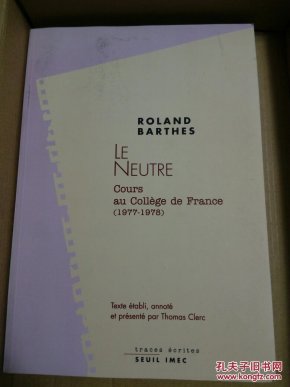 ROLAND
BARTHES
LE
NEUTRE
Cours
au Collège de France
(1977-1978)
Texte établi, annoté
et présenté par Thomas Clerc
traces écrites
SEUIL IMEC
孔夫子旧书网